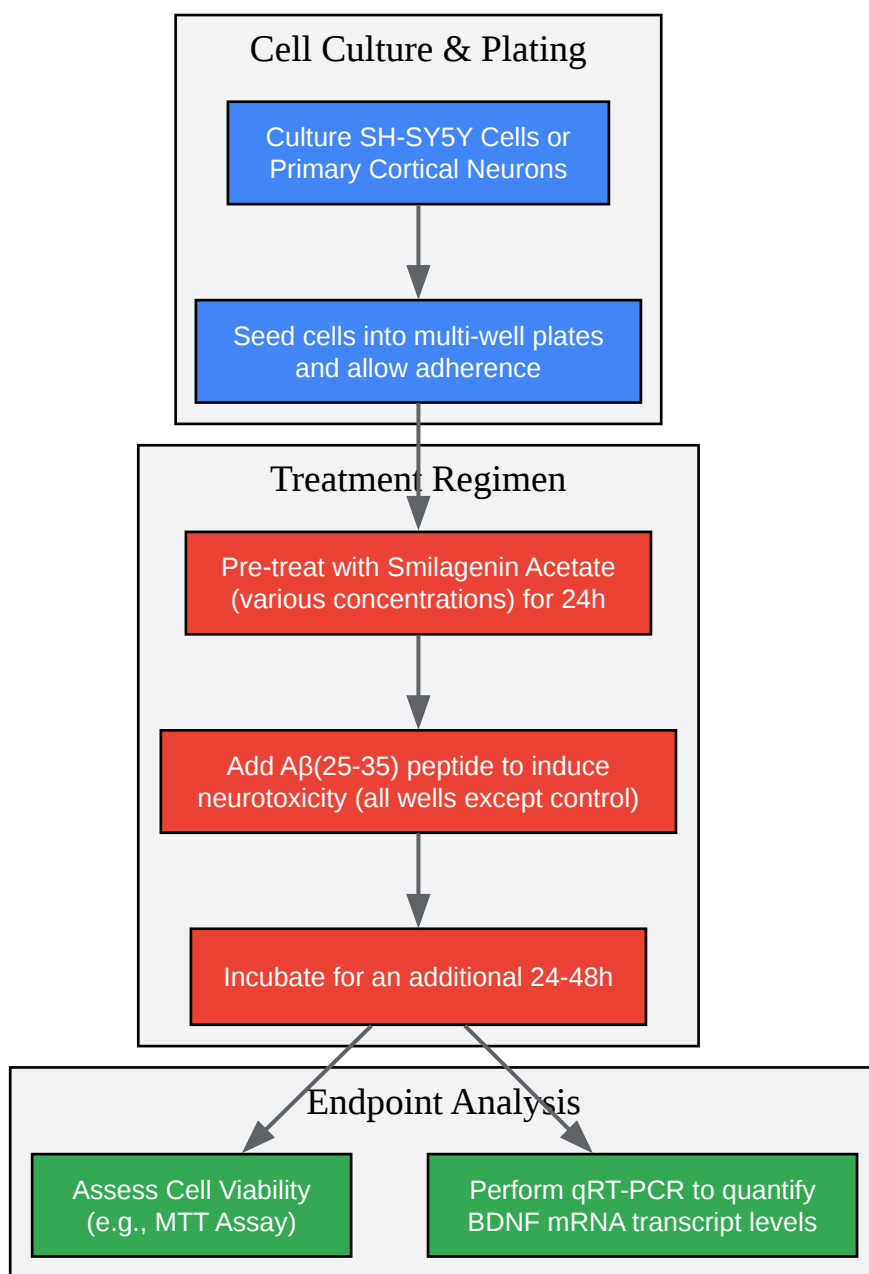 Cell Culture & Plating
Culture SH-SY5Y Cells or
Primary Cortical Neurons
Seed cells into multi-well plates
and allow adherence
Treatment Regimen
Pre-treat with Smilagenin Acetate
(various concentrations) for 24h
Add Aβ(25-35) peptide to induce
neurotoxicity (all wells except control)
Incubate for an additional 24-48h
Endpoint Analysis
Assess Cell Viability
(e.g., MTT Assay)
Perform qRT-PCR to quantify
BDNF mRNA transcript levels